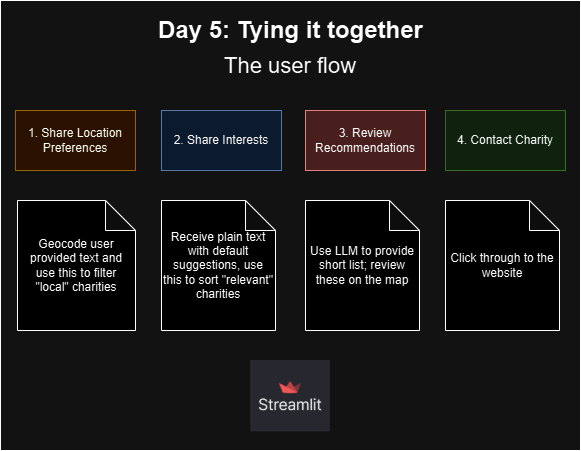 Day 5: Tying it together
The user flow
1. Share Location
Preferences
2. Share Interests
3. Review
Recommendations
4. Contact Charity
Geocode user
provided text and
use this to filter
"local" charities
Receive plain text
with default
suggestions, use
this to sort "relevant"
charities
Use LLM to provide
short list; review
these on the map
Click through to the
website
Streamlit